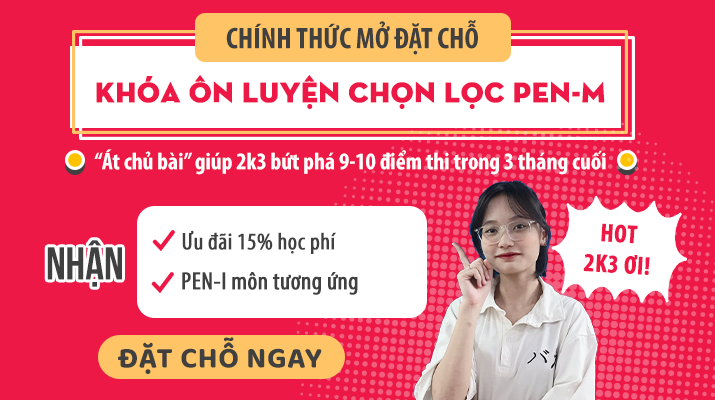 CHÍNH THỨC MỞ ĐẶT CHỖ
KHÓA ÔN LUYỆN CHỌN LỌC PEN-M
“Át chủ bài” giúp 2k3 bứt phá 9-10 điểm thi trong 3 tháng cuối
NHẬN
Ưu đãi 15% học phí
PEN-I môn tương ứng
HOT
2K3 ƠI!
ĐẶT CHỖ NGAY